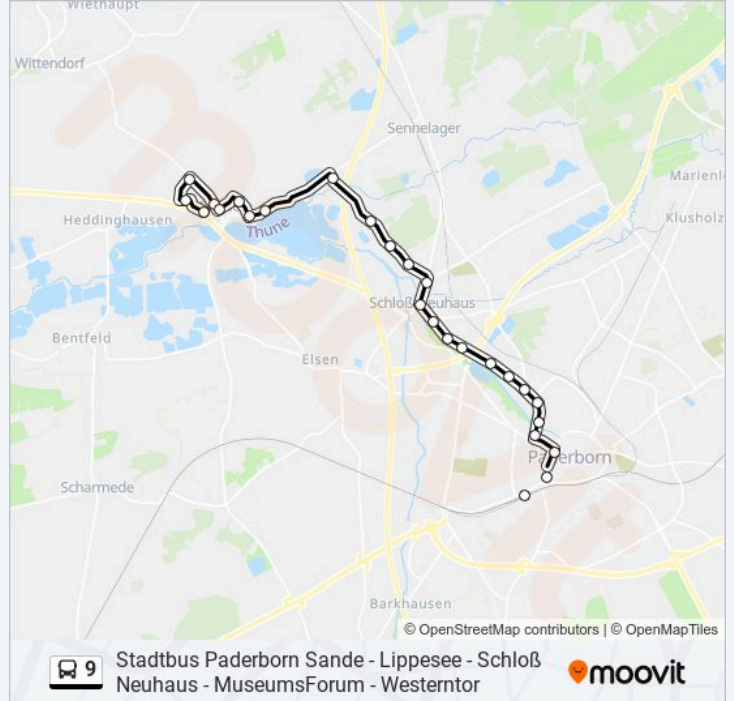 Wiethaupt
Wittendorf
Sennelager
Marienl
Klusholz
Heddinghausen
Thune
Schloß Neuhaus
Bentfeld
Elsen
Paderborn
Scharmede
Barkhausen
© OpenStreetMap contributors | © OpenMapTiles
9
Stadtbus Paderborn Sande - Lippesee - Schloß
Neuhaus - MuseumsForum - Westerntor
moovit